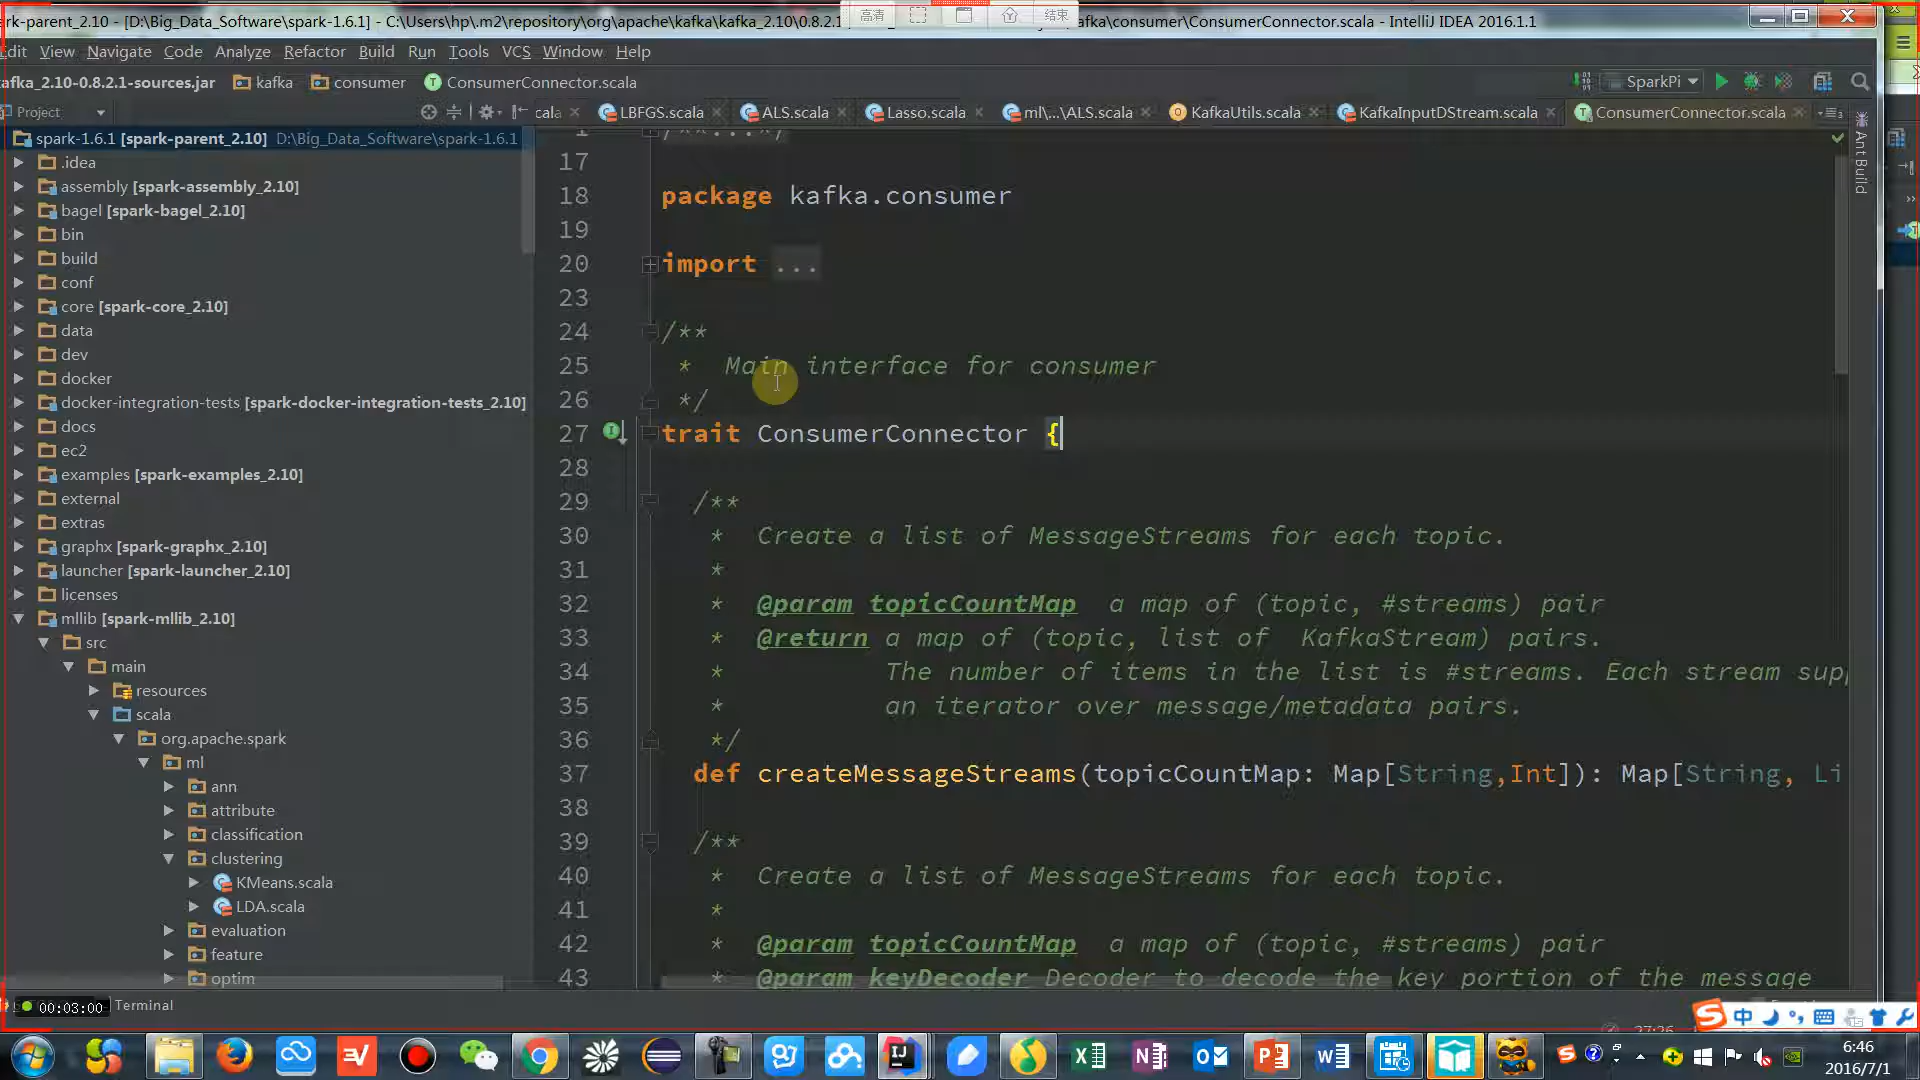 rk-parent_2.10 - [D:\Big_Data_Software\spark-1.6.1] - C:\Users\hp\.m2\repository\org\apache\kafka\kafka_2.10\0.8.2.1 高清 结束 afka\consumer\ConsumerConnector.scala - IntelliJ IDEA 2016.1.1
Edit View Navigate Code Analyze Refactor Build Run Tools VCS Window Help
afka_2.10-0.8.2.1-sources.jar kafka consumer ConsumerConnector.scala SparkPi
Project cala LBFGS.scala ALS.scala Lasso.scala ml\...\ALS.scala KafkaUtils.scala KafkaInputDStream.scala ConsumerConnector.scala
Ant Build
spark-1.6.1 [spark-parent_2.10] D:\Big_Data_Software\spark-1.6.1
.idea
assembly [spark-assembly_2.10]
bagel [spark-bagel_2.10]
bin
build
conf
core [spark-core_2.10]
data
dev
docker
docker-integration-tests [spark-docker-integration-tests_2.10]
docs
ec2
examples [spark-examples_2.10]
external
extras
graphx [spark-graphx_2.10]
launcher [spark-launcher_2.10]
licenses
mllib [spark-mllib_2.10]
src
main
resources
scala
org.apache.spark
ml
ann
attribute
classification
clustering
KMeans.scala
LDA.scala
evaluation
feature
optim
1 /**...*/
17
18 package kafka.consumer
19
20 import ...
23
24 /**
25 * Main interface for consumer
26 */
27 trait ConsumerConnector {
28
29 /**
30 * Create a list of MessageStreams for each topic.
31 *
32 * @param topicCountMap a map of (topic, #streams) pair
33 * @return a map of (topic, list of KafkaStream) pairs.
34 * The number of items in the list is #streams. Each stream supp
35 * an iterator over message/metadata pairs.
36 */
37 def createMessageStreams(topicCountMap: Map[String,Int]): Map[String, Li
38
39 /**
40 * Create a list of MessageStreams for each topic.
41 *
42 * @param topicCountMap a map of (topic, #streams) pair
43 * @param keyDecoder Decoder to decode the key portion of the message
00:03:00 Terminal
27:26
中
6:46
2016/7/1